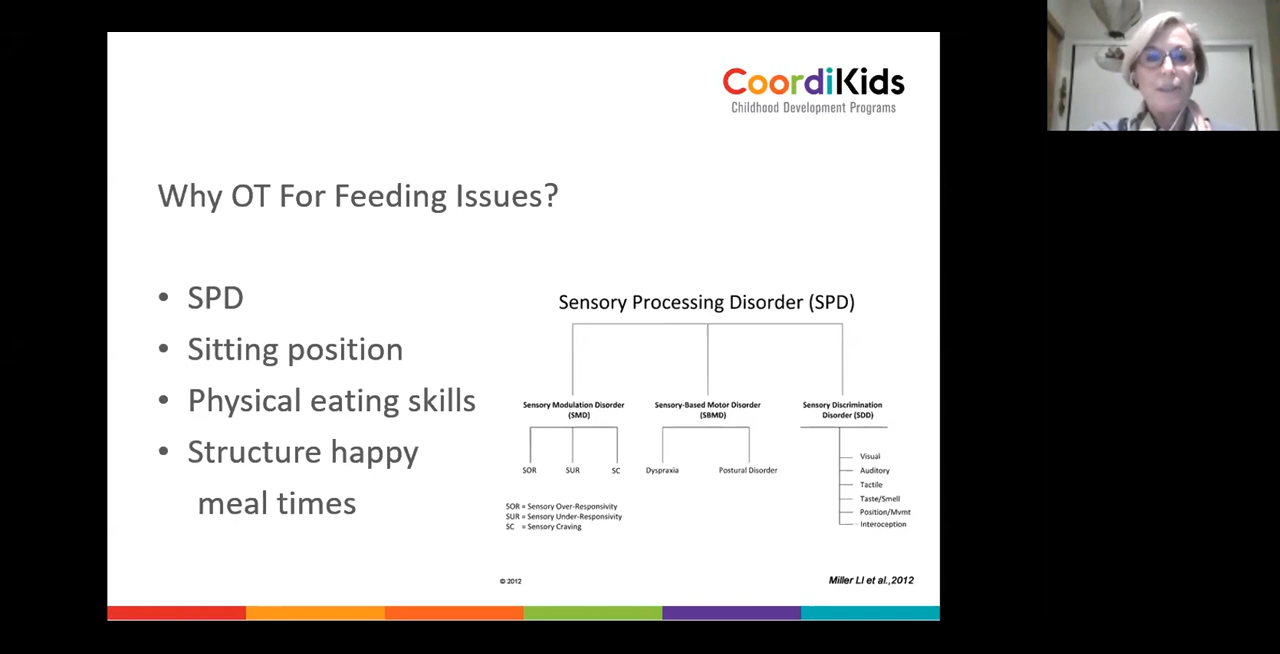 CoordiKids
Childhood Development Programs
Why OT For Feeding Issues?
• SPD
• Sitting position
• Physical eating skills
• Structure happy
meal times
Sensory Processing Disorder (SPD)
Sensory Modulation Disorder
(SMD)
Sensory-Based Motor Disorder
(SBMD)
Sensory Discrimination
Disorder (SDD)
SOR
SUR
SC
Dyspraxia
Postural Disorder
Visual
Auditory
Tactile
Taste/Smell
Position/Mvmt
Interoception
SOR = Sensory Over-Responsivity
SUR = Sensory Under-Responsivity
SC = Sensory Craving
© 2012
Miller LI et al.,2012